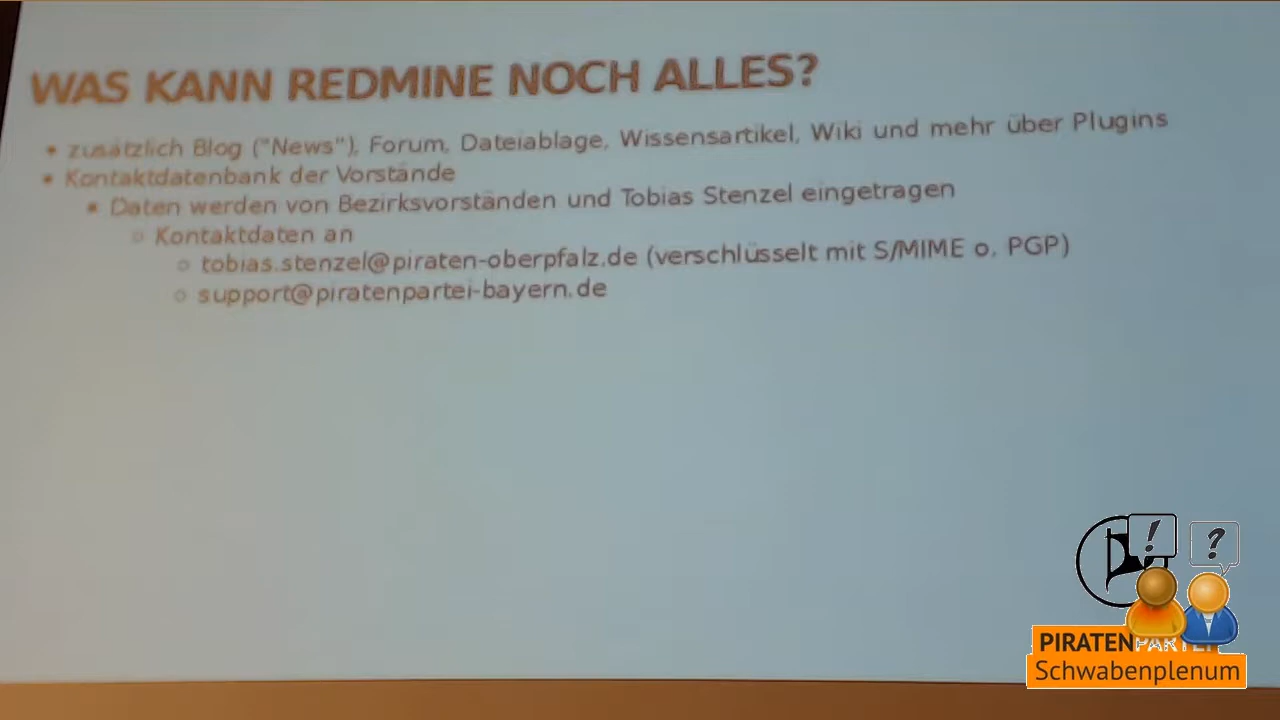 WAS KANN REDMINE NOCH ALLES?
• zusätzlich Blog ("News"), Forum, Dateiablage, Wissensartikel, Wiki und mehr über Plugins
• Kontaktdatenbank der Vorstände
▪ Daten werden von Bezirksvorständen und Tobias Stenzel eingetragen
○ Kontaktdaten an
○ tobias.stenzel@piraten-oberpfalz.de (verschlüsselt mit S/MIME o. PGP)
○ support@piratenpartei-bayern.de
! ?
PIRATENPARTEI
Schwabenplenum